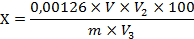 X = 0,00126 × V × V₂ × 100 / m × V₃